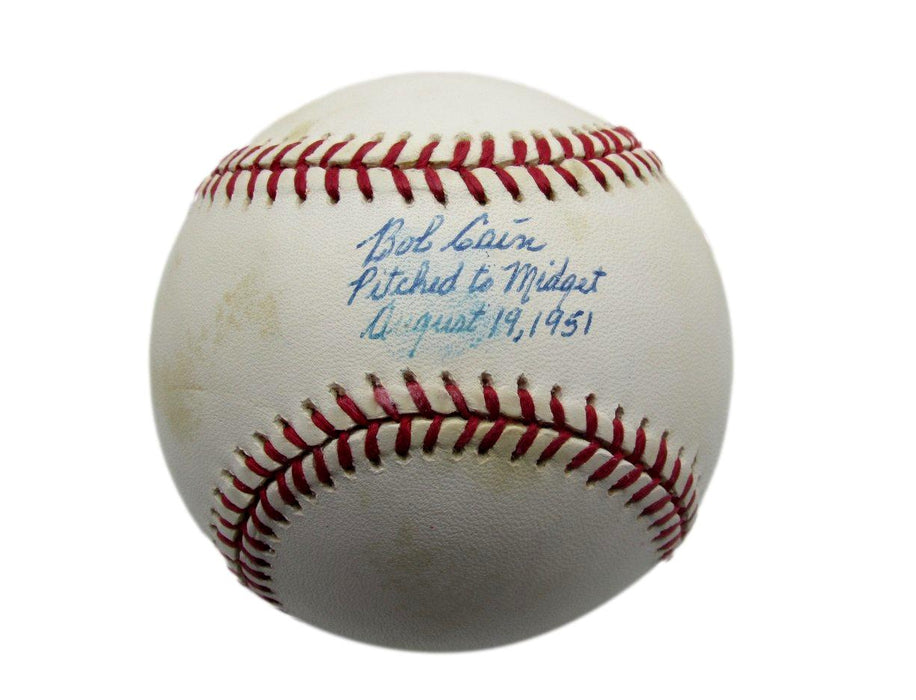 Bob Cain
Pitched to Midget
August 19, 1951